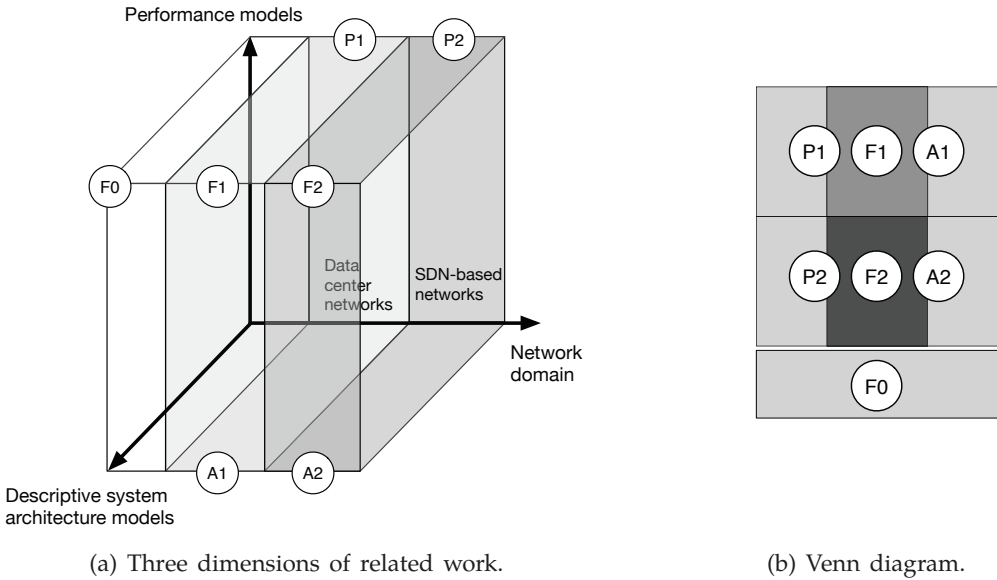 Performance models
P1
P2
F0
F1
F2
Data
center
networks
SDN-based
networks
Network
domain
A1
A2
Descriptive system
architecture models
(a) Three dimensions of related work.
P1
F1
A1
P2
F2
A2
F0
(b) Venn diagram.